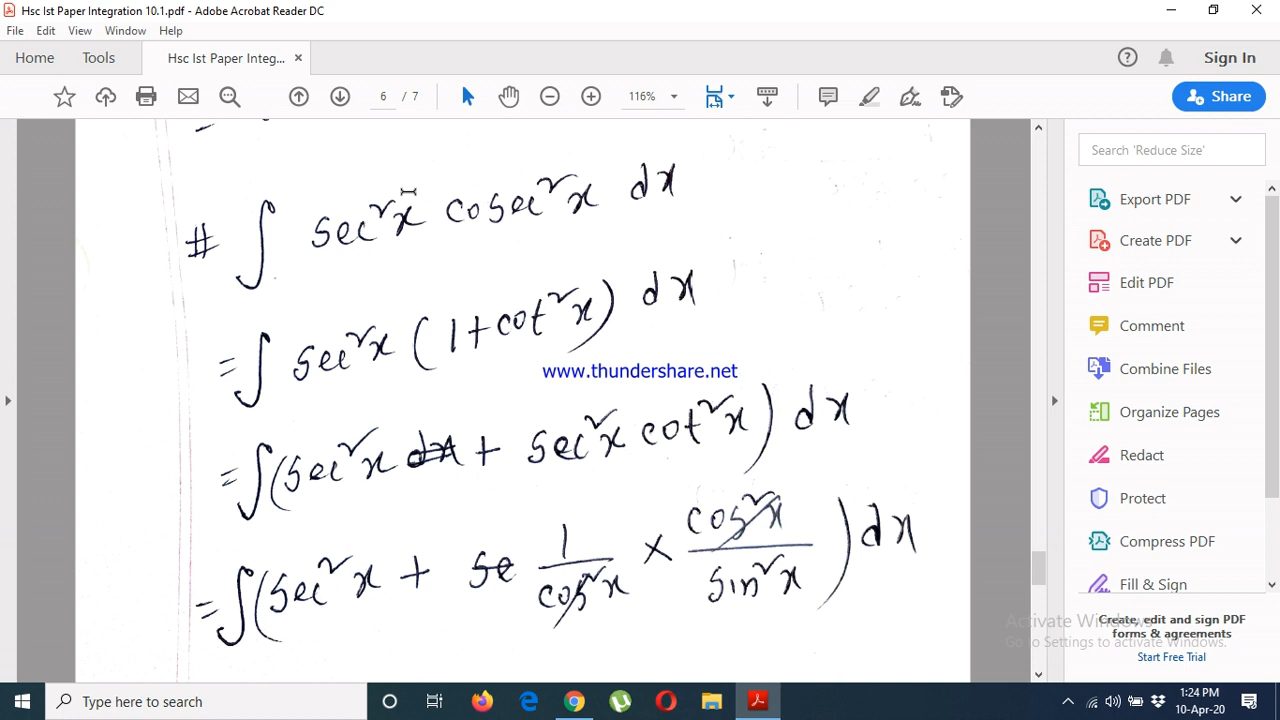 Hsc Ist Paper Integration 10.1.pdf - Adobe Acrobat Reader DC
File Edit View Window Help
Home Tools Hsc Ist Paper Integ... × Sign In
6 / 7 116% Share
# ∫ sec²x cosec²x dx
= ∫ sec²x (1+cot²x) dx
www.thundershare.net
= ∫(sec²x dx + sec²x cot²x) dx
= ∫(sec²x + se 1/cos²x × cos²x/sin²x) dx
Search 'Reduce Size'
Export PDF
Create PDF
Edit PDF
Comment
Combine Files
Organize Pages
Redact
Protect
Compress PDF
Fill & Sign
Activate Windows
Go to Settings to activate Windows.
Create, edit and sign PDF
forms & agreements
Start Free Trial
Type here to search
1:24 PM
10-Apr-20